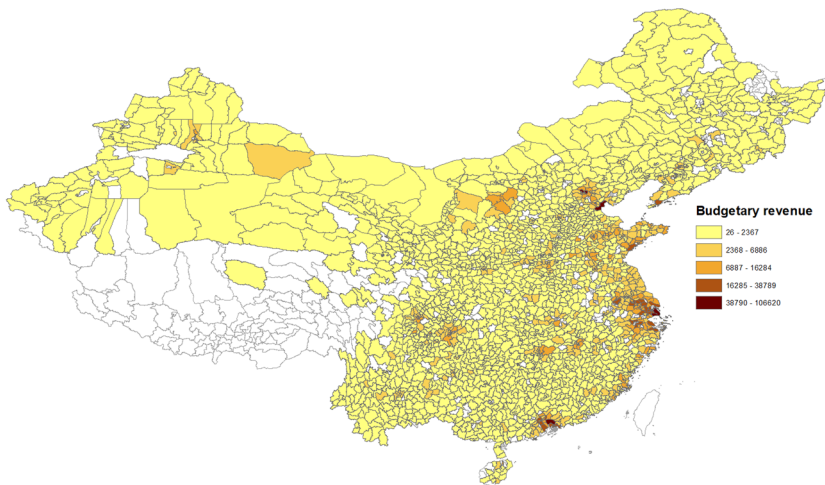 Budgetary revenue
26 - 2367
2368 - 6886
6887 - 16284
16285 - 38789
38790 - 106620